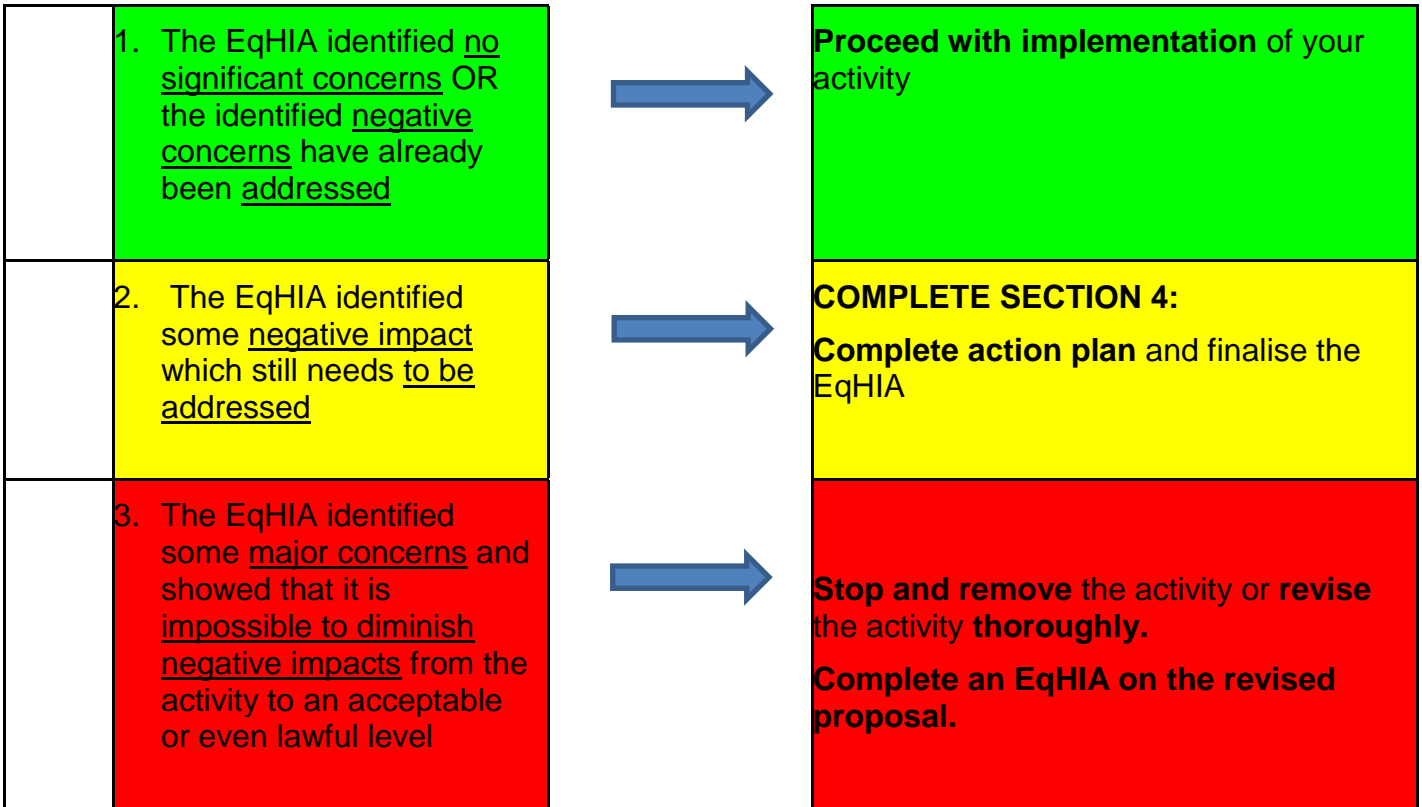 1. The EqHIA identified no
significant concerns OR
the identified negative
concerns have already
been addressed
Proceed with implementation of your
activity
2. The EqHIA identified
some negative impact
which still needs to be
addressed
COMPLETE SECTION 4:
Complete action plan and finalise the
EqHIA
3. The EqHIA identified
some major concerns and
showed that it is
impossible to diminish
negative impacts from the
activity to an acceptable
or even lawful level
Stop and remove the activity or revise
the activity thoroughly.
Complete an EqHIA on the revised
proposal.